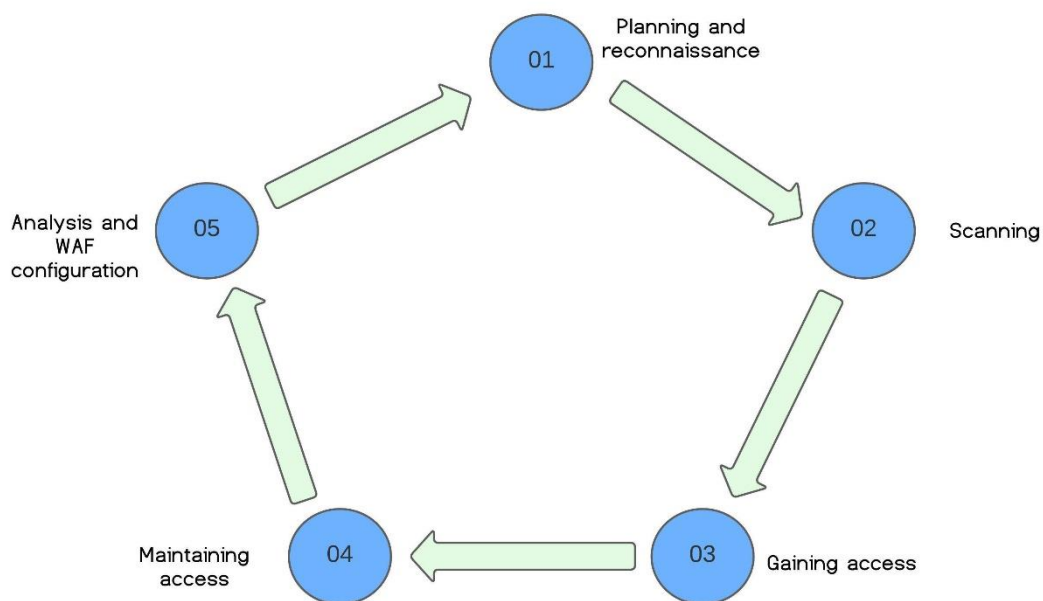 01
Planning and
reconnaissance
02
Scanning
03
Gaining access
04
Maintaining
access
05
Analysis and
WAF
configuration